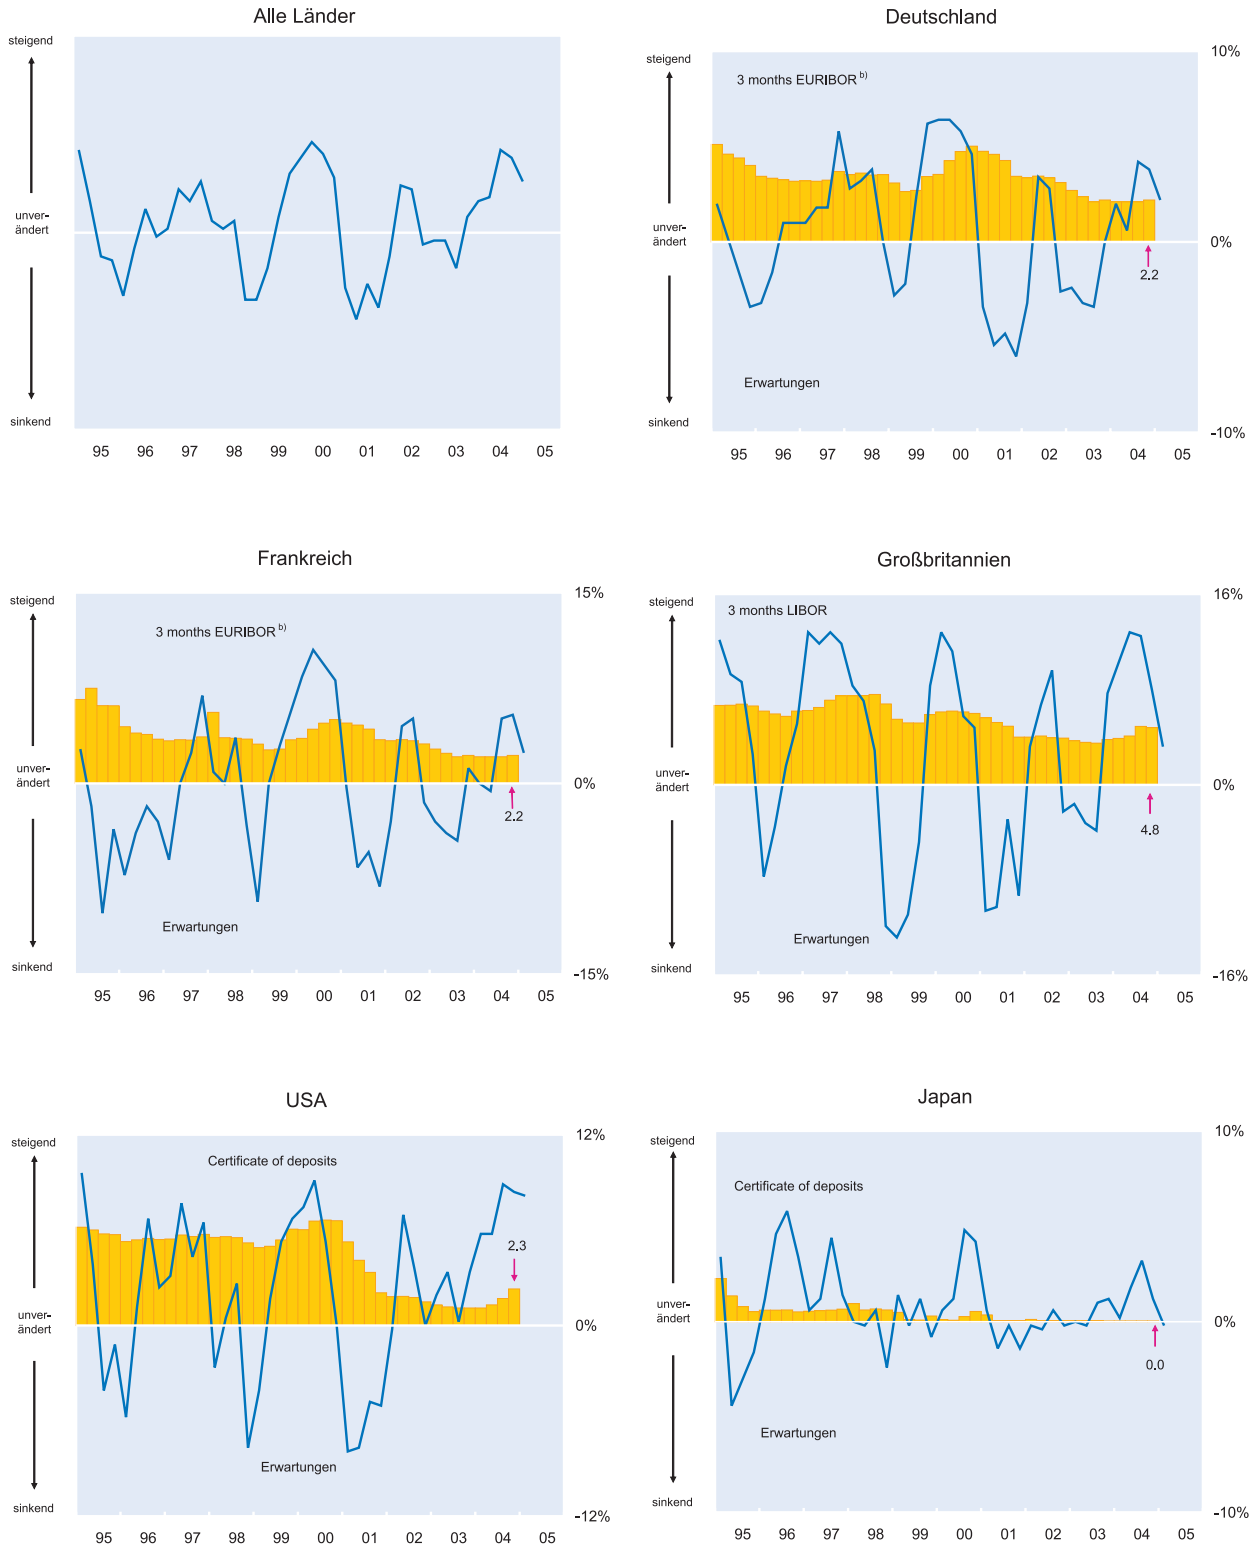 Alle Länder
steigend
unver-
ändert
sinkend
95 96 97 98 99 00 01 02 03 04 05
Deutschland
steigend
unver-
ändert
sinkend
3 months EURIBOR b)
Erwartungen
2.2
10%
0%
-10%
95 96 97 98 99 00 01 02 03 04 05
Frankreich
steigend
unver-
ändert
sinkend
3 months EURIBOR b)
Erwartungen
2.2
15%
0%
-15%
95 96 97 98 99 00 01 02 03 04 05
Großbritannien
steigend
unver-
ändert
sinkend
3 months LIBOR
Erwartungen
4.8
16%
0%
-16%
95 96 97 98 99 00 01 02 03 04 05
USA
steigend
unver-
ändert
sinkend
Certificate of deposits
2.3
Erwartungen
12%
0%
-12%
95 96 97 98 99 00 01 02 03 04 05
Japan
steigend
unver-
ändert
sinkend
Certificate of deposits
0.0
Erwartungen
10%
0%
-10%
95 96 97 98 99 00 01 02 03 04 05